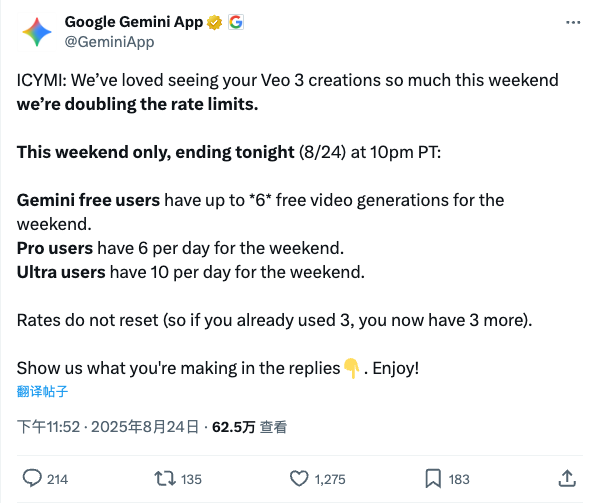 Google Gemini App
@GeminiApp
ICYMI: We’ve loved seeing your Veo 3 creations so much this weekend
we’re doubling the rate limits.
This weekend only, ending tonight (8/24) at 10pm PT:
Gemini free users have up to *6* free video generations for the
weekend.
Pro users have 6 per day for the weekend.
Ultra users have 10 per day for the weekend.
Rates do not reset (so if you already used 3, you now have 3 more).
Show us what you're making in the replies👇. Enjoy!
翻译帖子
下午11:52 · 2025年8月24日 · 62.5万 查看
214 135 1,275 183